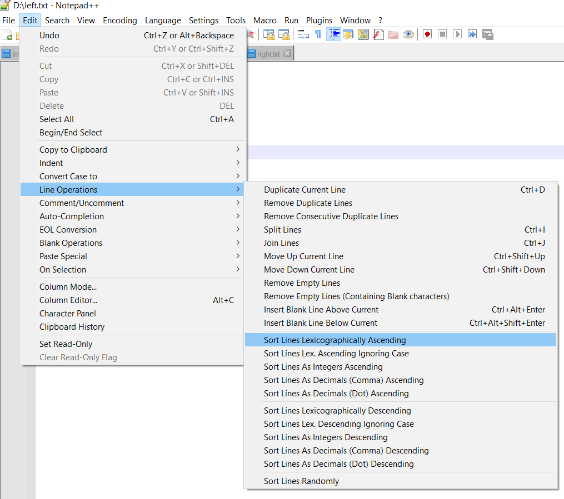 D:\left.txt - Notepad++
File Edit Search View Encoding Language Settings Tools Macro Run Plugins Window ?
right.txt
Undo Ctrl+Z or Alt+Backspace
Redo Ctrl+Y or Ctrl+Shift+Z
Cut Ctrl+X or Shift+DEL
Copy Ctrl+C or Ctrl+INS
Paste Ctrl+V or Shift+INS
Delete DEL
Select All Ctrl+A
Begin/End Select
Copy to Clipboard
Indent
Convert Case to
Line Operations
Comment/Uncomment
Auto-Completion
EOL Conversion
Blank Operations
Paste Special
On Selection
Column Mode...
Column Editor... Alt+C
Character Panel
Clipboard History
Set Read-Only
Clear Read-Only Flag
Duplicate Current Line Ctrl+D
Remove Duplicate Lines
Remove Consecutive Duplicate Lines
Split Lines Ctrl+I
Join Lines Ctrl+J
Move Up Current Line Ctrl+Shift+Up
Move Down Current Line Ctrl+Shift+Down
Remove Empty Lines
Remove Empty Lines (Containing Blank characters)
Insert Blank Line Above Current Ctrl+Alt+Enter
Insert Blank Line Below Current Ctrl+Alt+Shift+Enter
Sort Lines Lexicographically Ascending
Sort Lines Lex. Ascending Ignoring Case
Sort Lines As Integers Ascending
Sort Lines As Decimals (Comma) Ascending
Sort Lines As Decimals (Dot) Ascending
Sort Lines Lexicographically Descending
Sort Lines Lex. Descending Ignoring Case
Sort Lines As Integers Descending
Sort Lines As Decimals (Comma) Descending
Sort Lines As Decimals (Dot) Descending
Sort Lines Randomly